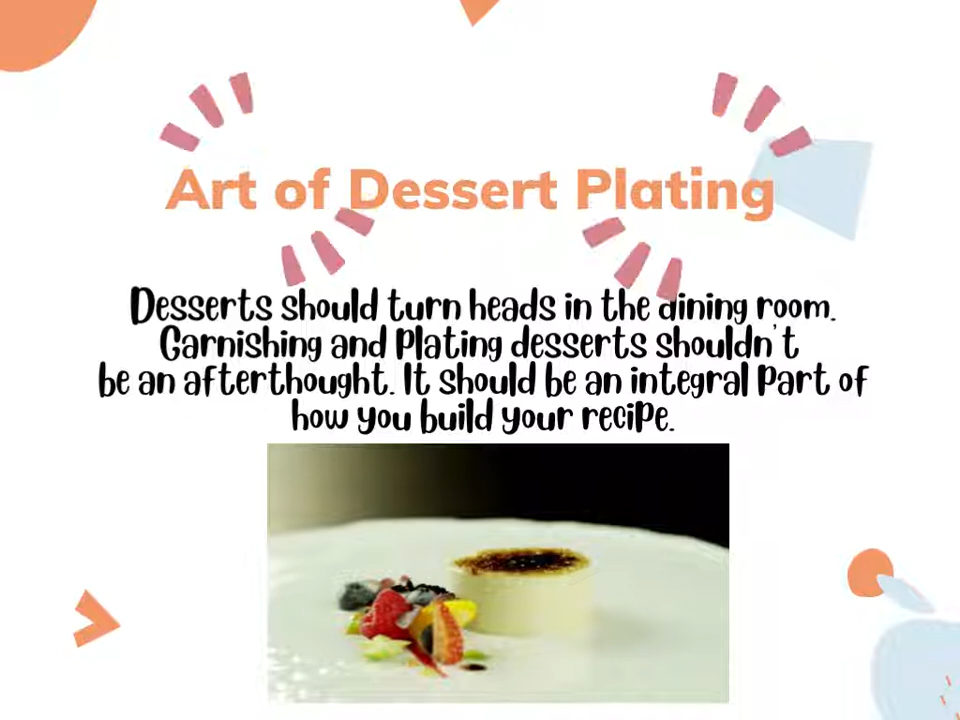 Art of Dessert Plating
Desserts should turn heads in the dining room.
Garnishing and Plating desserts shouldn't
be an afterthought. It should be an integral Part of
how you build your reciPe.